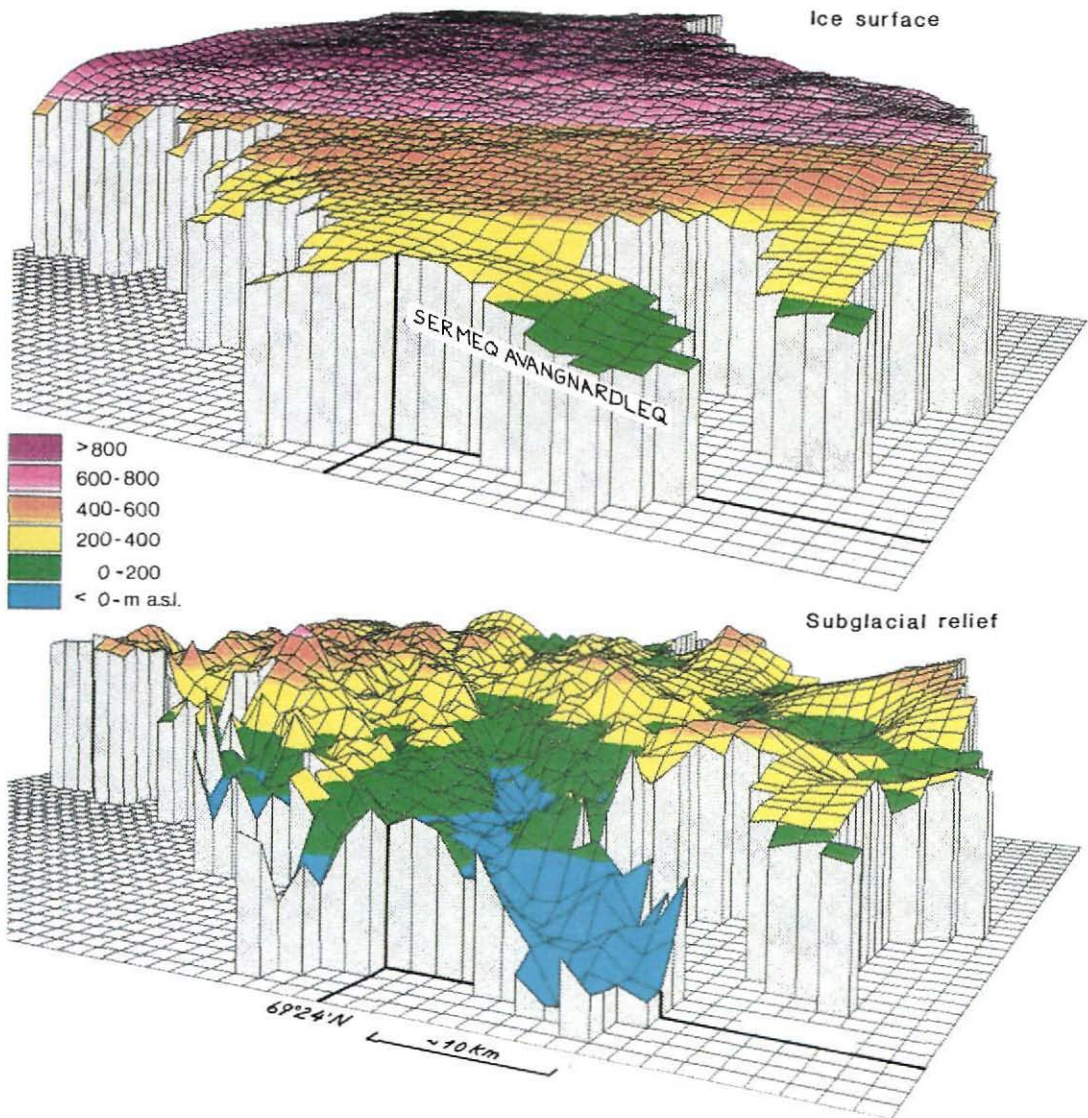 Ice surface
SERMEQ AVANGNARDLEQ
>800
600-800
400-600
200-400
0-200
< 0-m a.s.l.
Subglacial relief
69°24'N
~10 Km